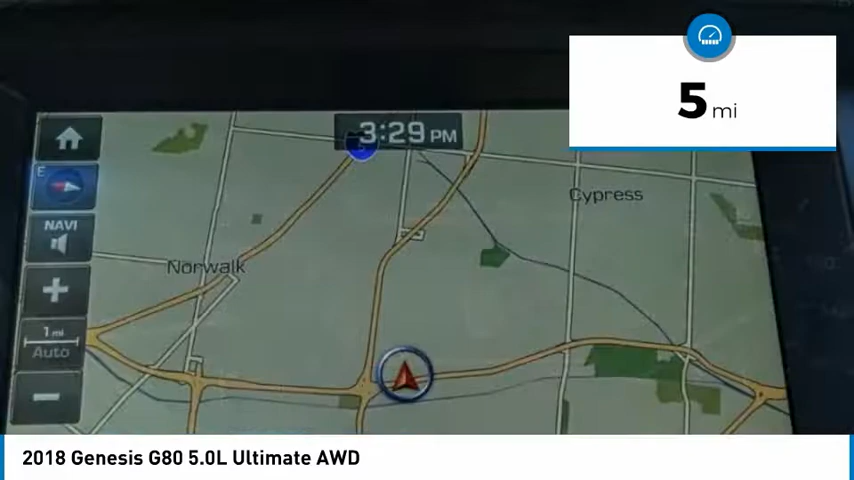 5 mi
3:29 PM
E
NAVI
Cypress
Norwalk
1 mi
Auto
2018 Genesis G80 5.0L Ultimate AWD